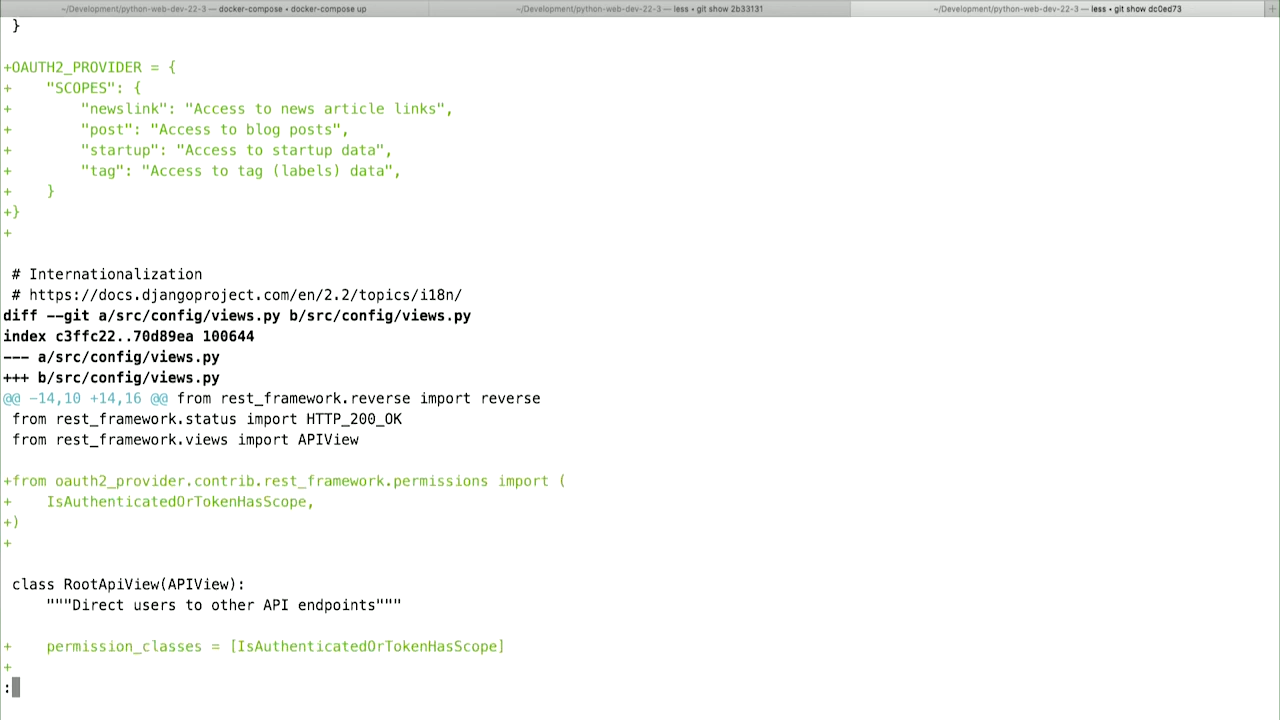 ~/Development/python-web-dev-22-3 — docker-compose • docker-compose up
~/Development/python-web-dev-22-3 — less • git show 2b33131
~/Development/python-web-dev-22-3 — less • git show dc0ed73
+
 }
+OAUTH2_PROVIDER = {
+    "SCOPES": {
+        "newslink": "Access to news article links",
+        "post": "Access to blog posts",
+        "startup": "Access to startup data",
+        "tag": "Access to tag (labels) data",
+    }
+}
+
 # Internationalization
 # https://docs.djangoproject.com/en/2.2/topics/i18n/
diff --git a/src/config/views.py b/src/config/views.py
index c3ffc22..70d89ea 100644
--- a/src/config/views.py
+++ b/src/config/views.py
@@ -14,10 +14,16 @@ from rest_framework.reverse import reverse
 from rest_framework.status import HTTP_200_OK
 from rest_framework.views import APIView
+from oauth2_provider.contrib.rest_framework.permissions import (
+    IsAuthenticatedOrTokenHasScope,
+)
+
 class RootApiView(APIView):
     """Direct users to other API endpoints"""
+    permission_classes = [IsAuthenticatedOrTokenHasScope]
+
: